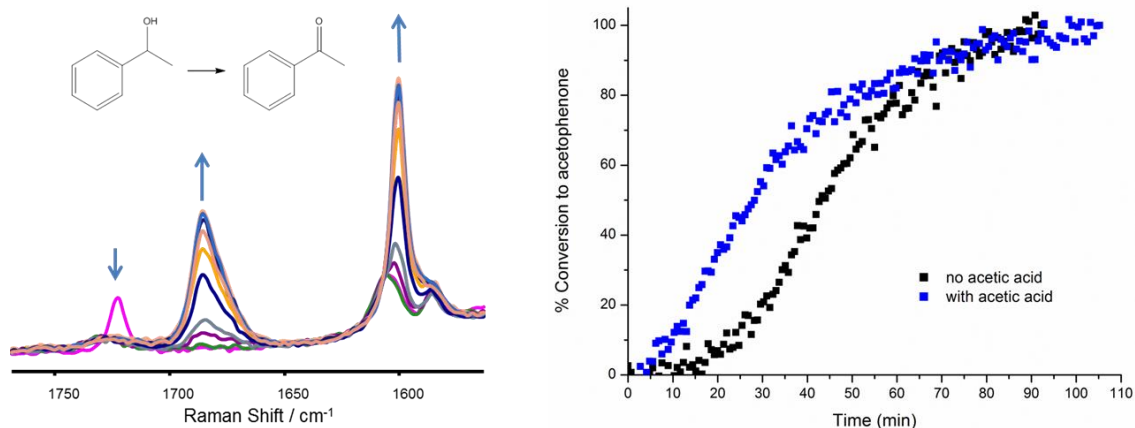 OH
O
1750
1700
1650
1600
Raman Shift / cm-1
% Conversion to acetophenone
100
80
60
40
20
0
no acetic acid
with acetic acid
0 10 20 30 40 50 60 70 80 90 100 110
Time (min)